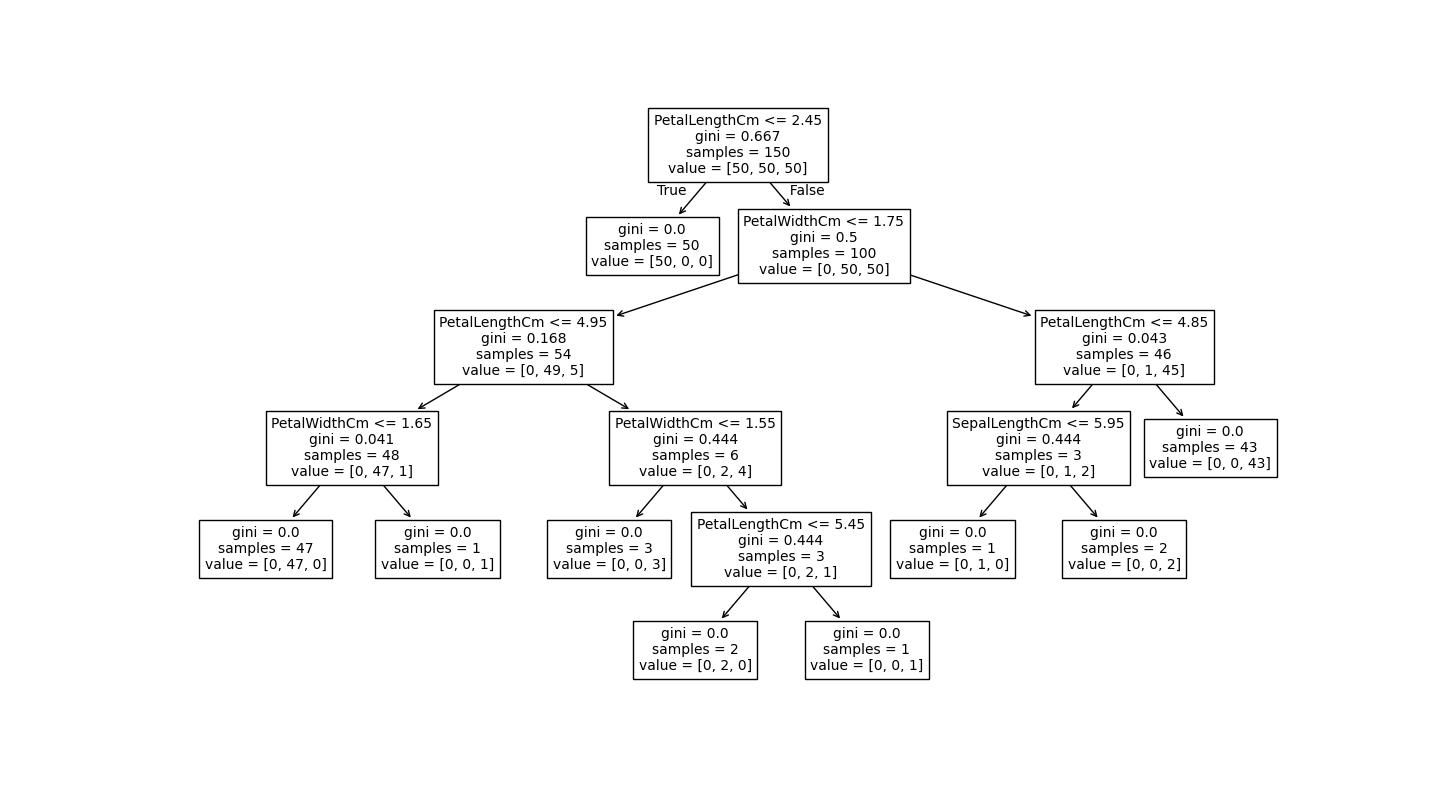 PetalLengthCm <= 2.45
gini = 0.667
samples = 150
value = [50, 50, 50]
True
False
gini = 0.0
samples = 50
value = [50, 0, 0]
PetalWidthCm <= 1.75
gini = 0.5
samples = 100
value = [0, 50, 50]
PetalLengthCm <= 4.95
gini = 0.168
samples = 54
value = [0, 49, 5]
PetalLengthCm <= 4.85
gini = 0.043
samples = 46
value = [0, 1, 45]
PetalWidthCm <= 1.65
gini = 0.041
samples = 48
value = [0, 47, 1]
PetalWidthCm <= 1.55
gini = 0.444
samples = 6
value = [0, 2, 4]
SepalLengthCm <= 5.95
gini = 0.444
samples = 3
value = [0, 1, 2]
gini = 0.0
samples = 43
value = [0, 0, 43]
gini = 0.0
samples = 47
value = [0, 47, 0]
gini = 0.0
samples = 1
value = [0, 0, 1]
gini = 0.0
samples = 3
value = [0, 0, 3]
PetalLengthCm <= 5.45
gini = 0.444
samples = 3
value = [0, 2, 1]
gini = 0.0
samples = 1
value = [0, 1, 0]
gini = 0.0
samples = 2
value = [0, 0, 2]
gini = 0.0
samples = 2
value = [0, 2, 0]
gini = 0.0
samples = 1
value = [0, 0, 1]